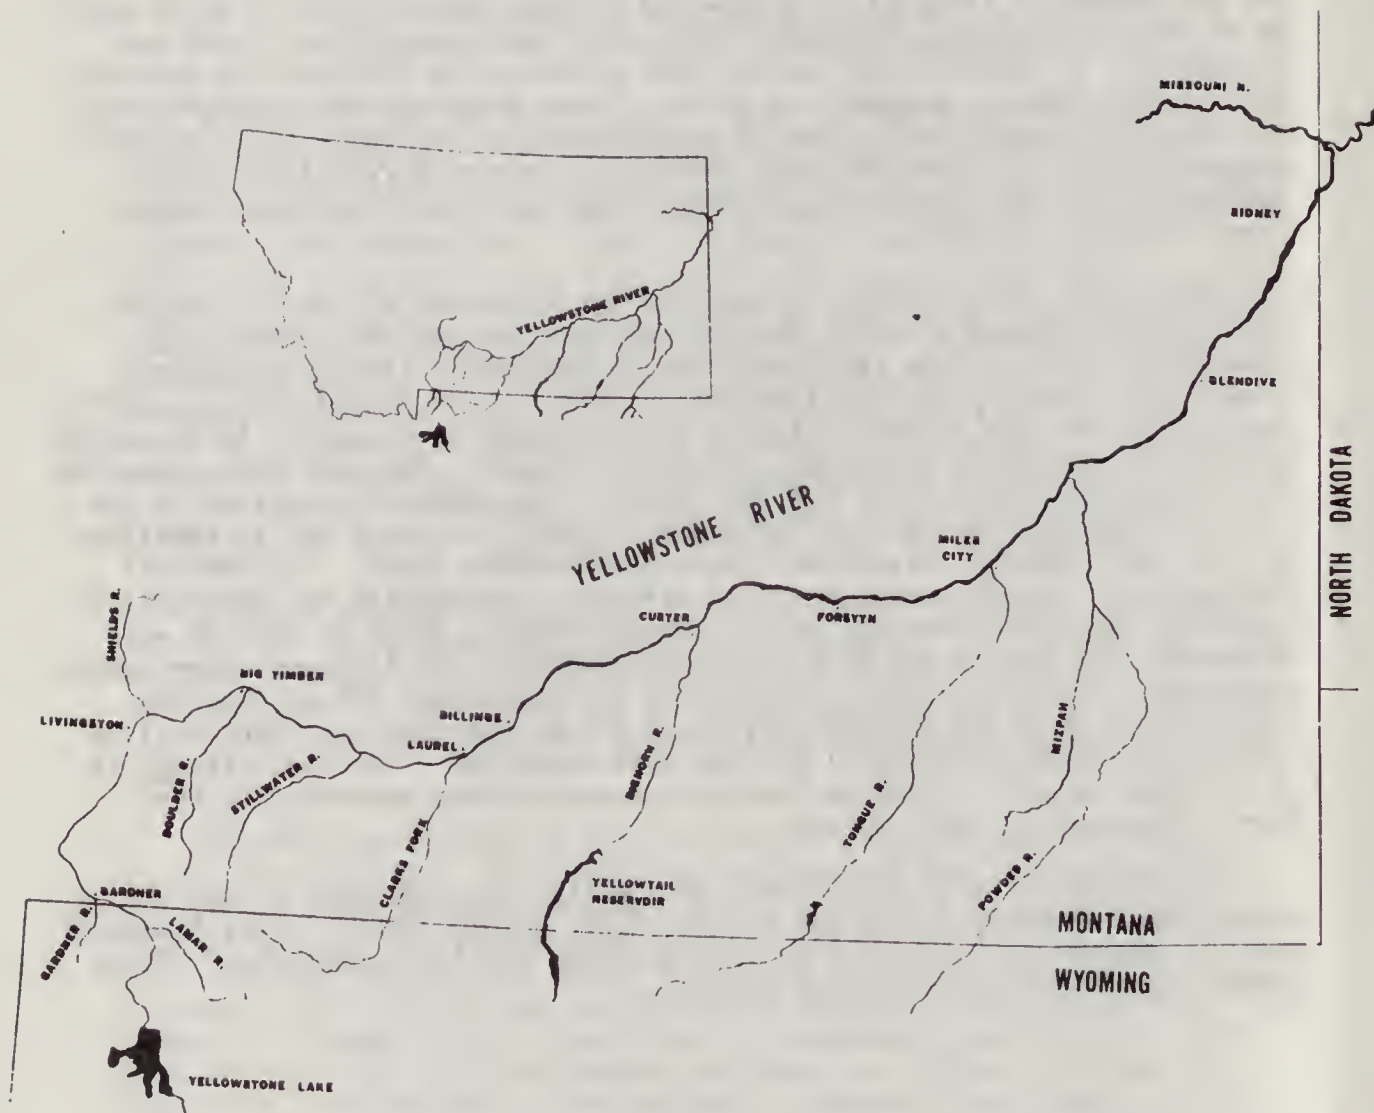 MISSOURI R.
SIDNEY
YELLOWSTONE RIVER
GLENDIVE
NORTH DAKOTA
YELLOWSTONE RIVER
MILES
CITY
SHIELDS R.
CUSTER
FORSYTH
BIG TIMBER
LIVINGSTON
BILLINGS
LAUREL
MIZPAH
BIGHORN R.
BOULDER R.
STILLWATER R.
TONGUE R.
CLARKS FORK
POWDER R.
GARDNER
YELLOWTAIL
RESERVOIR
GARDNER R.
LAMAR R.
MONTANA
WYOMING
YELLOWSTONE LAKE